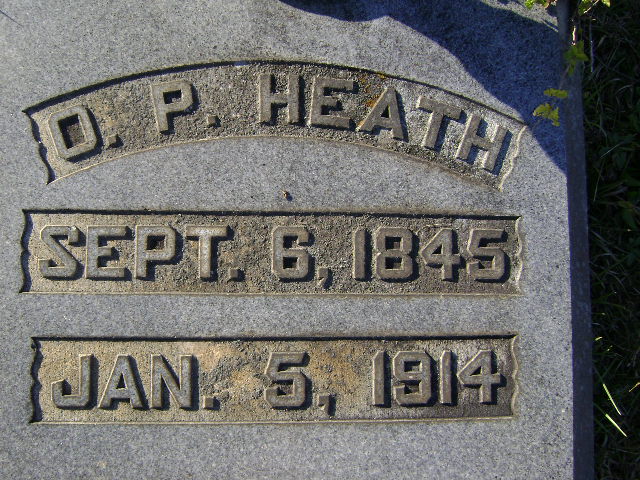 O. P. HEATH
SEPT. 6, 1845
JAN. 5, 1914